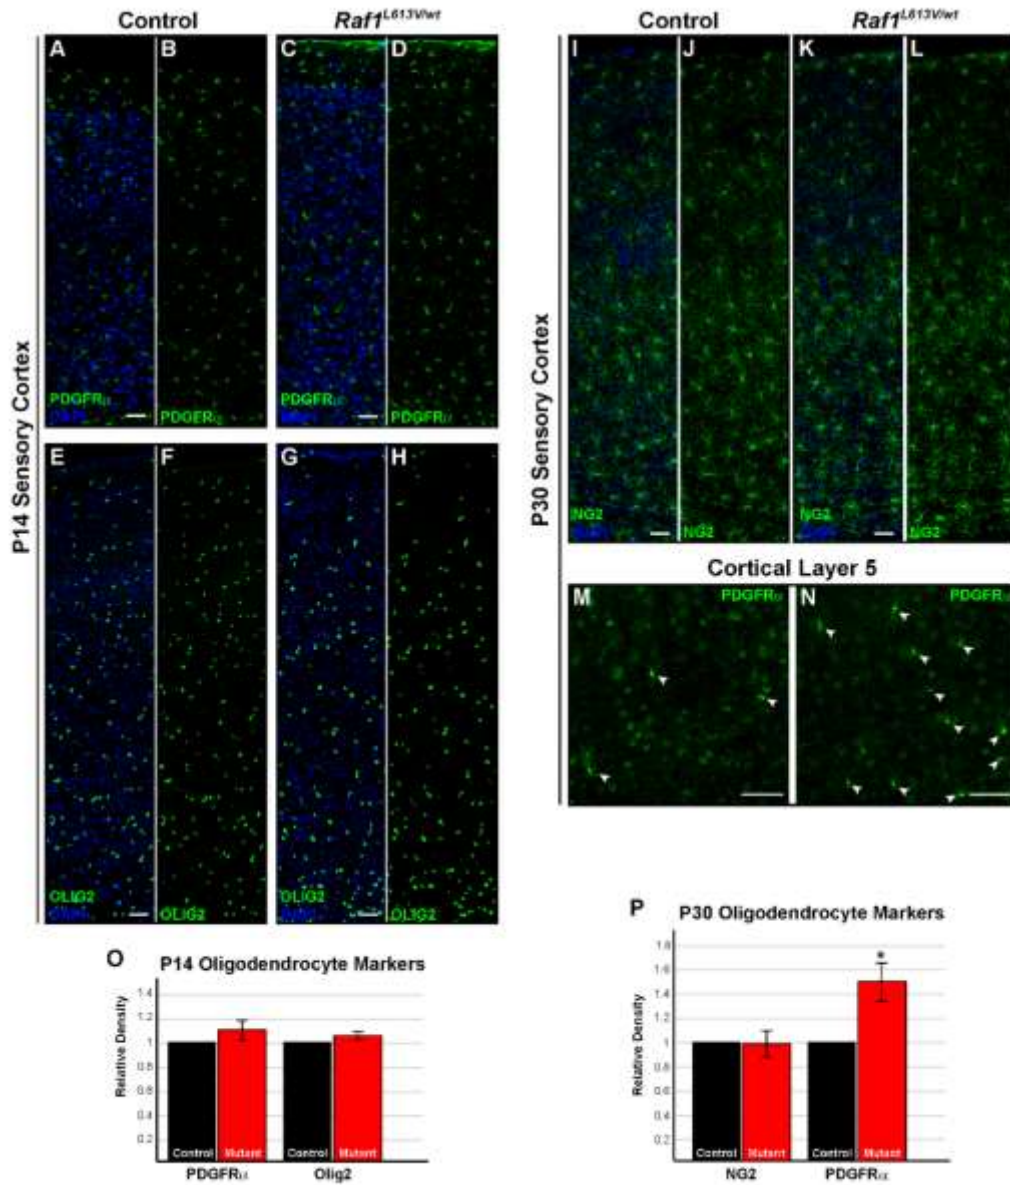 Control
Raf1L613V/wt
Control
Raf1L613V/wt
P14 Sensory Cortex
A
B
C
D
PDGFRα
DAPI
PDGFRα
PDGFRα
PDGFRα
E
F
G
H
OLIG2
DAPI
OLIG2
OLIG2
OLIG2
P30 Sensory Cortex
I
J
K
L
NG2
NG2
NG2
NG2
Cortical Layer 5
M
PDGFRα
N
PDGFRα
O
P14 Oligodendrocyte Markers
Relative Density
1.4
1.2
1
0.8
0.6
0.4
0.2
Control
Mutant
Control
Mutant
PDGFRα
Olig2
P
P30 Oligodendrocyte Markers
Relative Density
1.8
1.6
1.4
1.2
1
0.8
0.6
0.4
0.2
*
Control
Mutant
Control
Mutant
NG2
PDGFRα